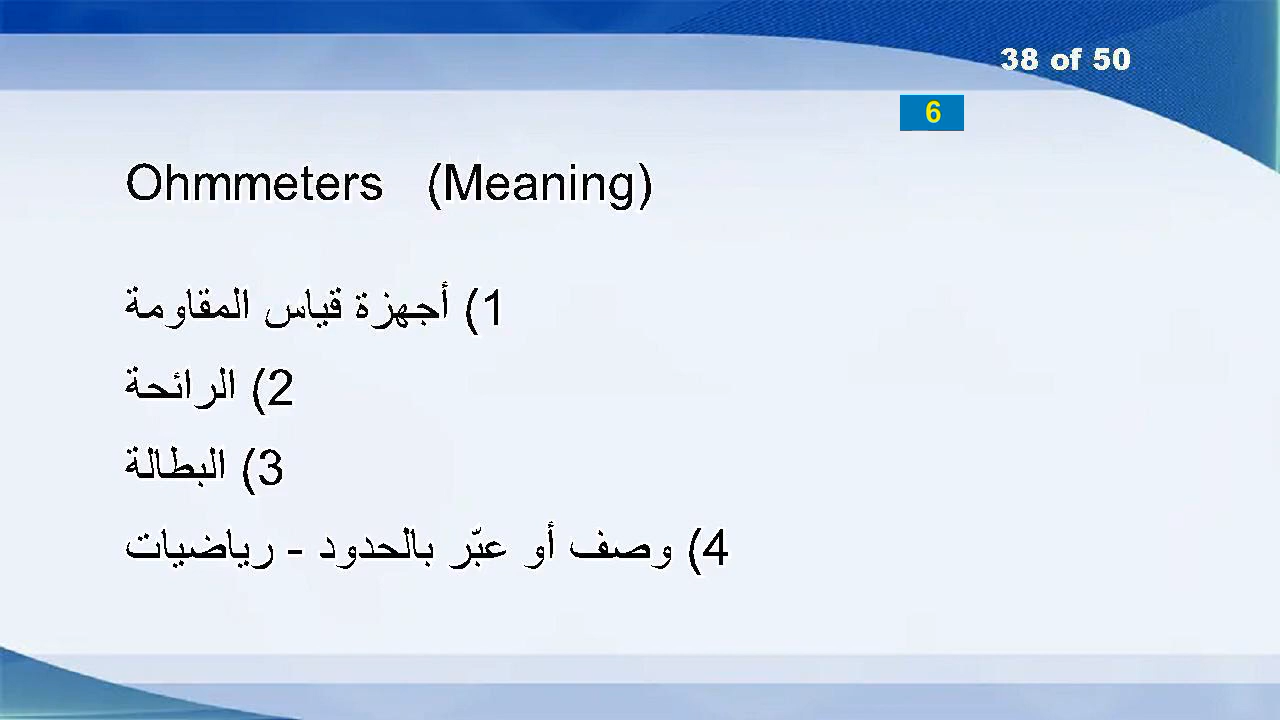 38 of 50
6
Ohmmeters (Meaning)
1) أجهزة قياس المقاومة
2) الرائحة
3) البطالة
4) وصف أو عبّر بالحدود - رياضيات